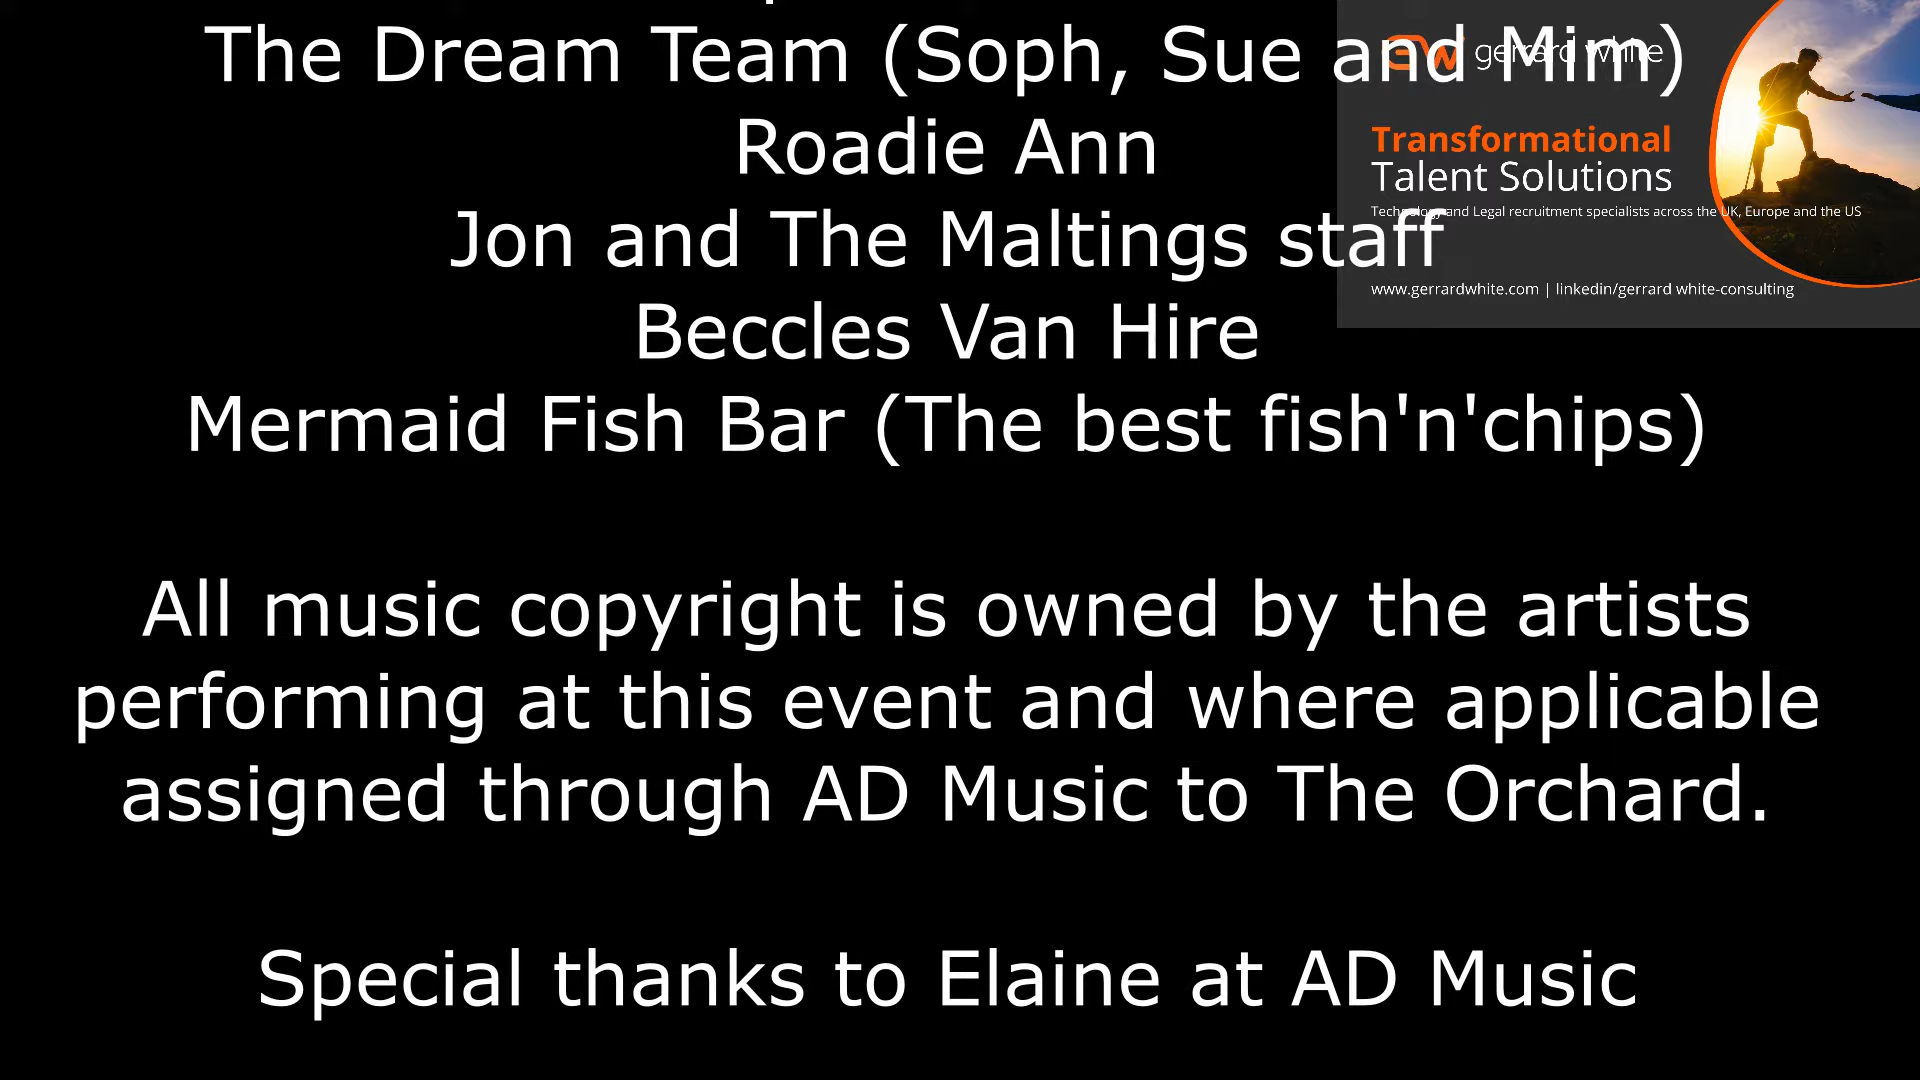 The Dream Team (Soph, Sue and Mim)
Roadie Ann
Jon and The Maltings staff
Beccles Van Hire
Mermaid Fish Bar (The best fish'n'chips)
All music copyright is owned by the artists
performing at this event and where applicable
assigned through AD Music to The Orchard.
Special thanks to Elaine at AD Music
GW gerrard white
Transformational
Talent Solutions
Technology and Legal recruitment specialists across the UK, Europe and the US
www.gerrardwhite.com | linkedin/gerrard white-consulting